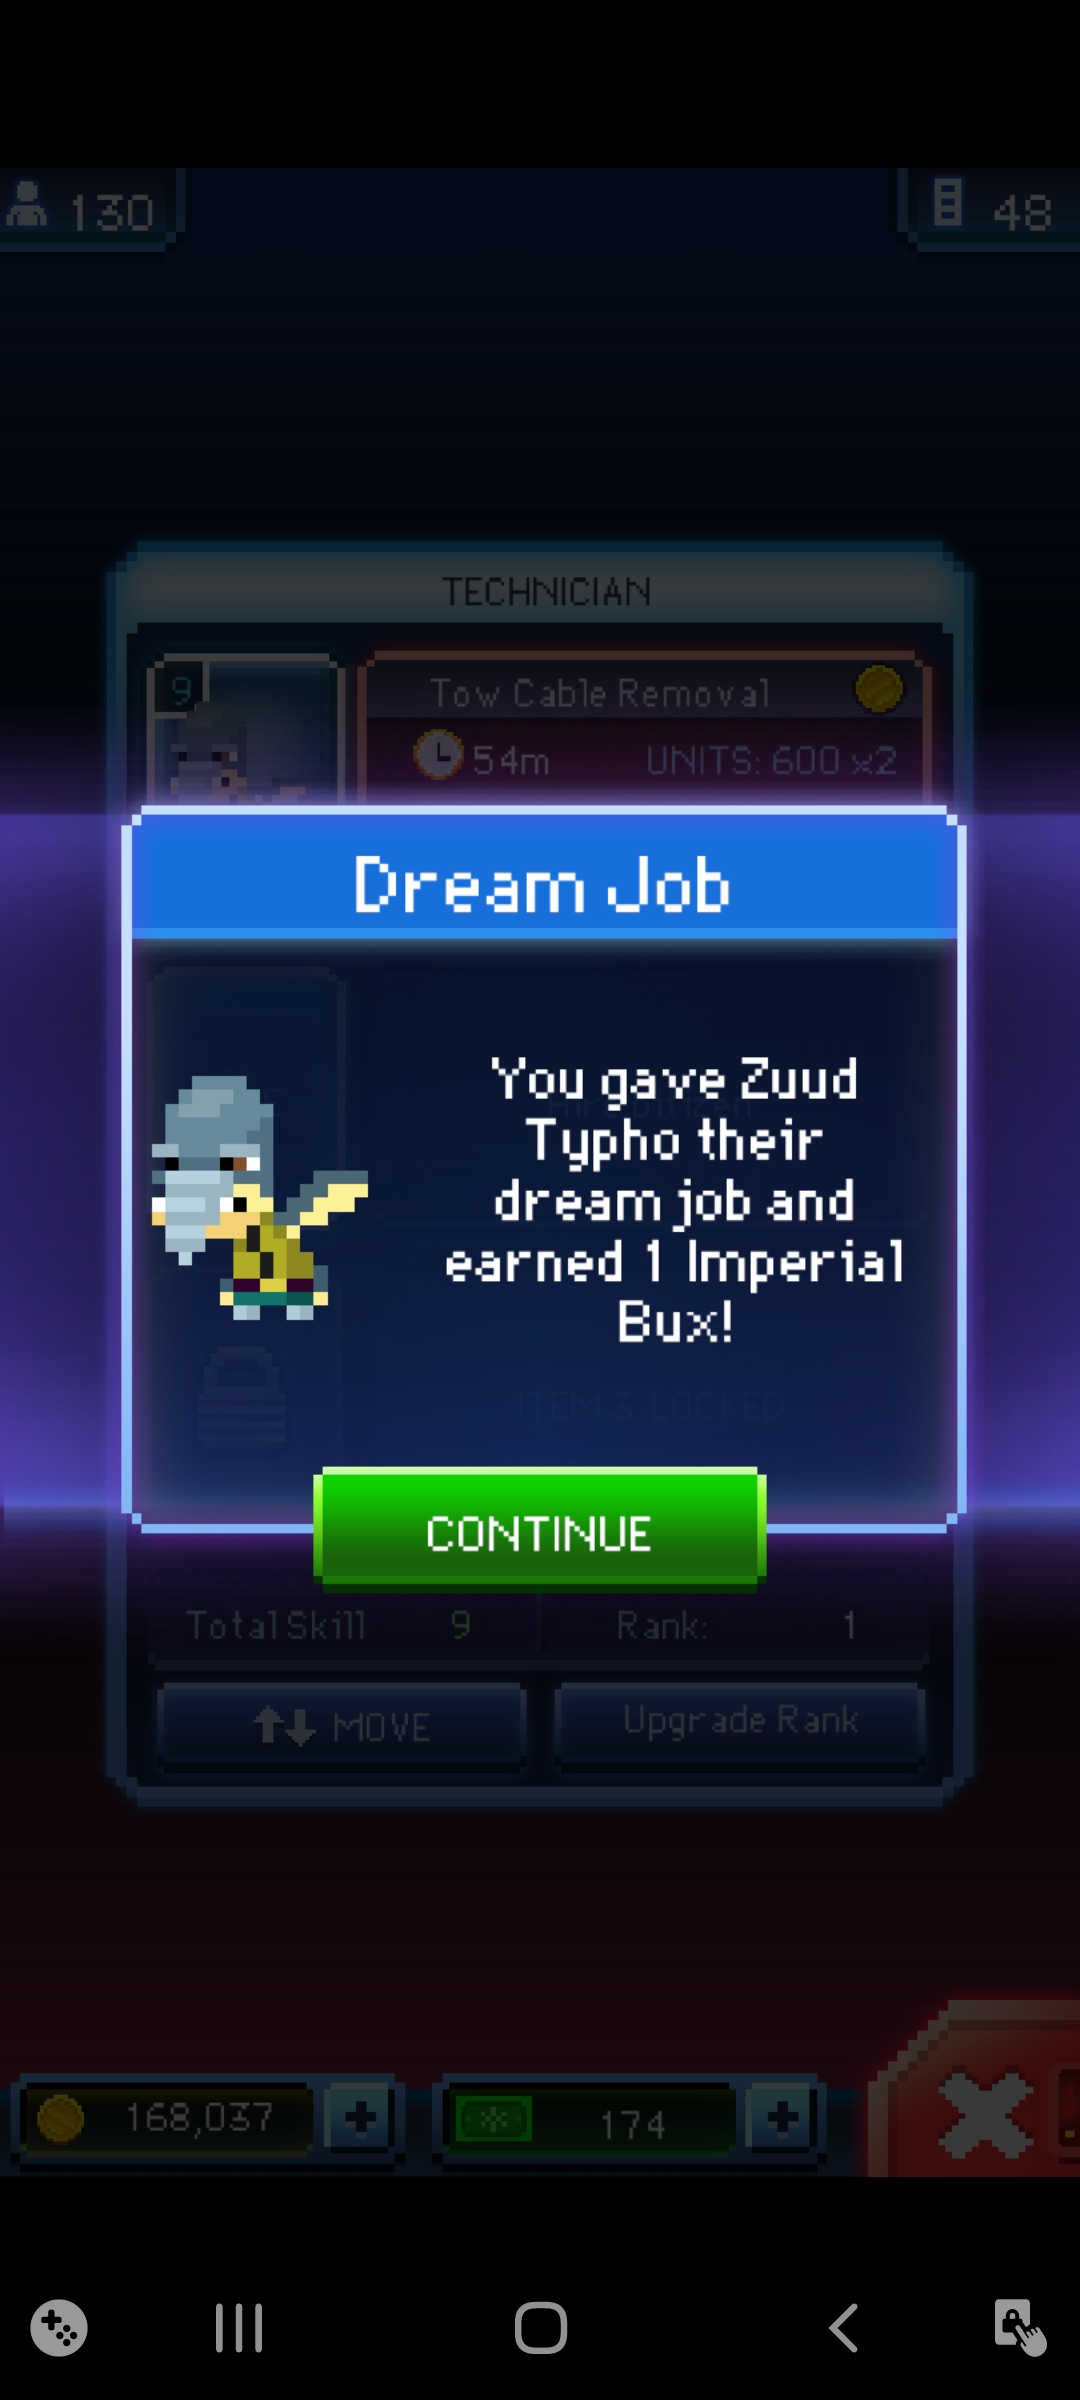 130
48
TECHNICIAN
9
Tow Cable Removal
54m UNITS: 600 x2
Dream Job
You gave Zuud
Typho their
dream job and
earned 1 Imperial
Bux!
Hire Bitizen
ITEM 3 LOCKED
CONTINUE
Total Skill 9 Rank: 1
MOVE Upgrade Rank
168,037 174